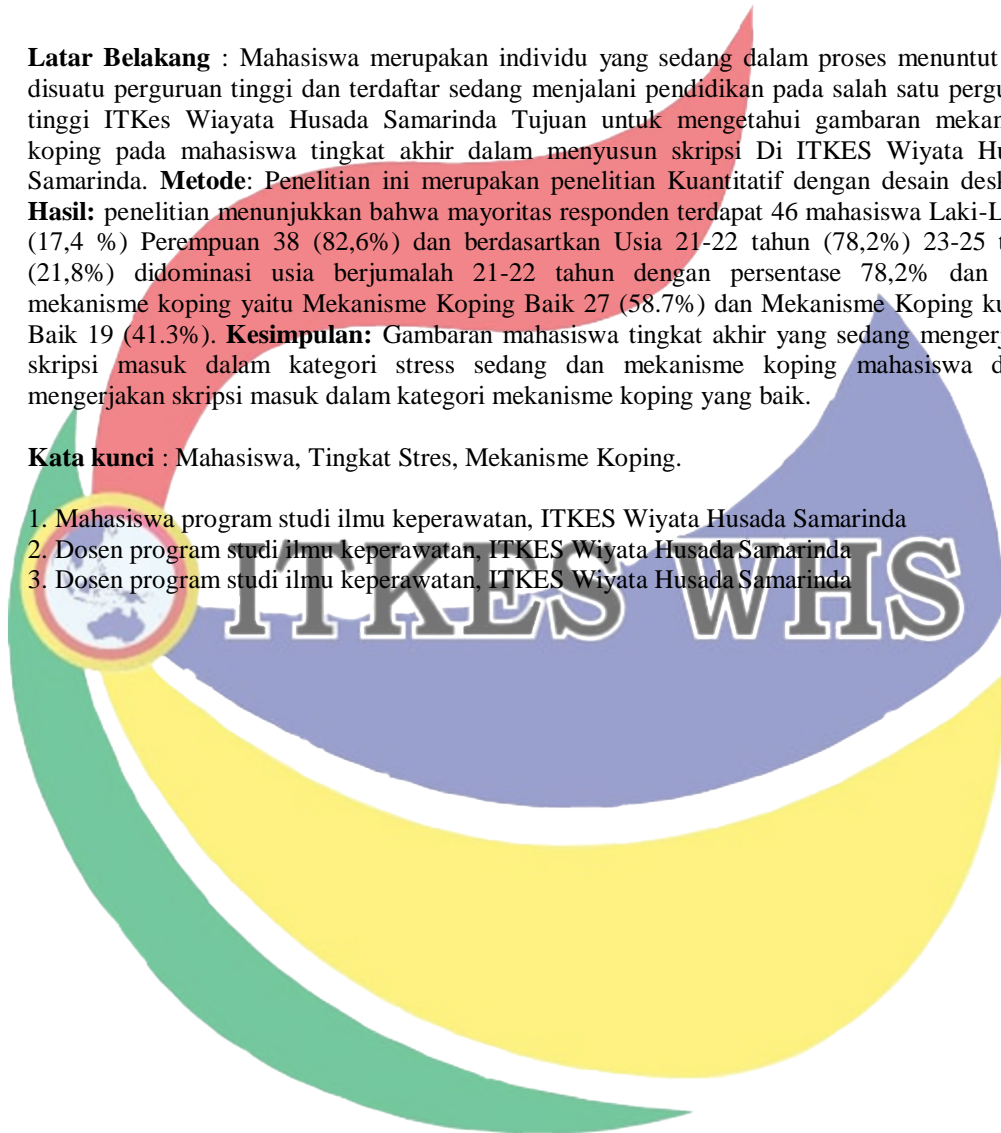 Latar Belakang : Mahasiswa merupakan individu yang sedang dalam proses menuntut
disuatu perguruan tinggi dan terdaftar sedang menjalani pendidikan pada salah satu
tinggi ITKes Wiayata Husada Samarinda Tujuan untuk mengetahui gambaran
koping pada mahasiswa tingkat akhir dalam menyusun skripsi Di ITKES Wiyata
Samarinda. Metode: Penelitian ini merupakan penelitian Kuantitatif dengan desain
Hasil: penelitian menunjukkan bahwa mayoritas responden terdapat 46 mahasiswa
(17,4 %) Perempuan 38 (82,6%) dan berdasartkan Usia 21-22 tahun (78,2%) 23-25
(21,8%) didominasi usia berjumalah 21-22 tahun dengan persentase 78,2% dan
mekanisme koping yaitu Mekanisme Koping Baik 27 (58.7%) dan Mekanisme Koping
Baik 19 (41.3%). Kesimpulan: Gambaran mahasiswa tingkat akhir yang sedang
skripsi masuk dalam kategori stress sedang dan mekanisme koping mahasiswa
mengerjakan skripsi masuk dalam kategori mekanisme koping yang baik.
Kata kunci : Mahasiswa, Tingkat Stres, Mekanisme Koping.
1. Mahasiswa program studi ilmu keperawatan, ITKES Wiyata Husada Samarinda
2. Dosen program studi ilmu keperawatan, ITKES Wiyata Husada Samarinda
3. Dosen program studi ilmu keperawatan, ITKES Wiyata Husada Samarinda
ITKES WHS